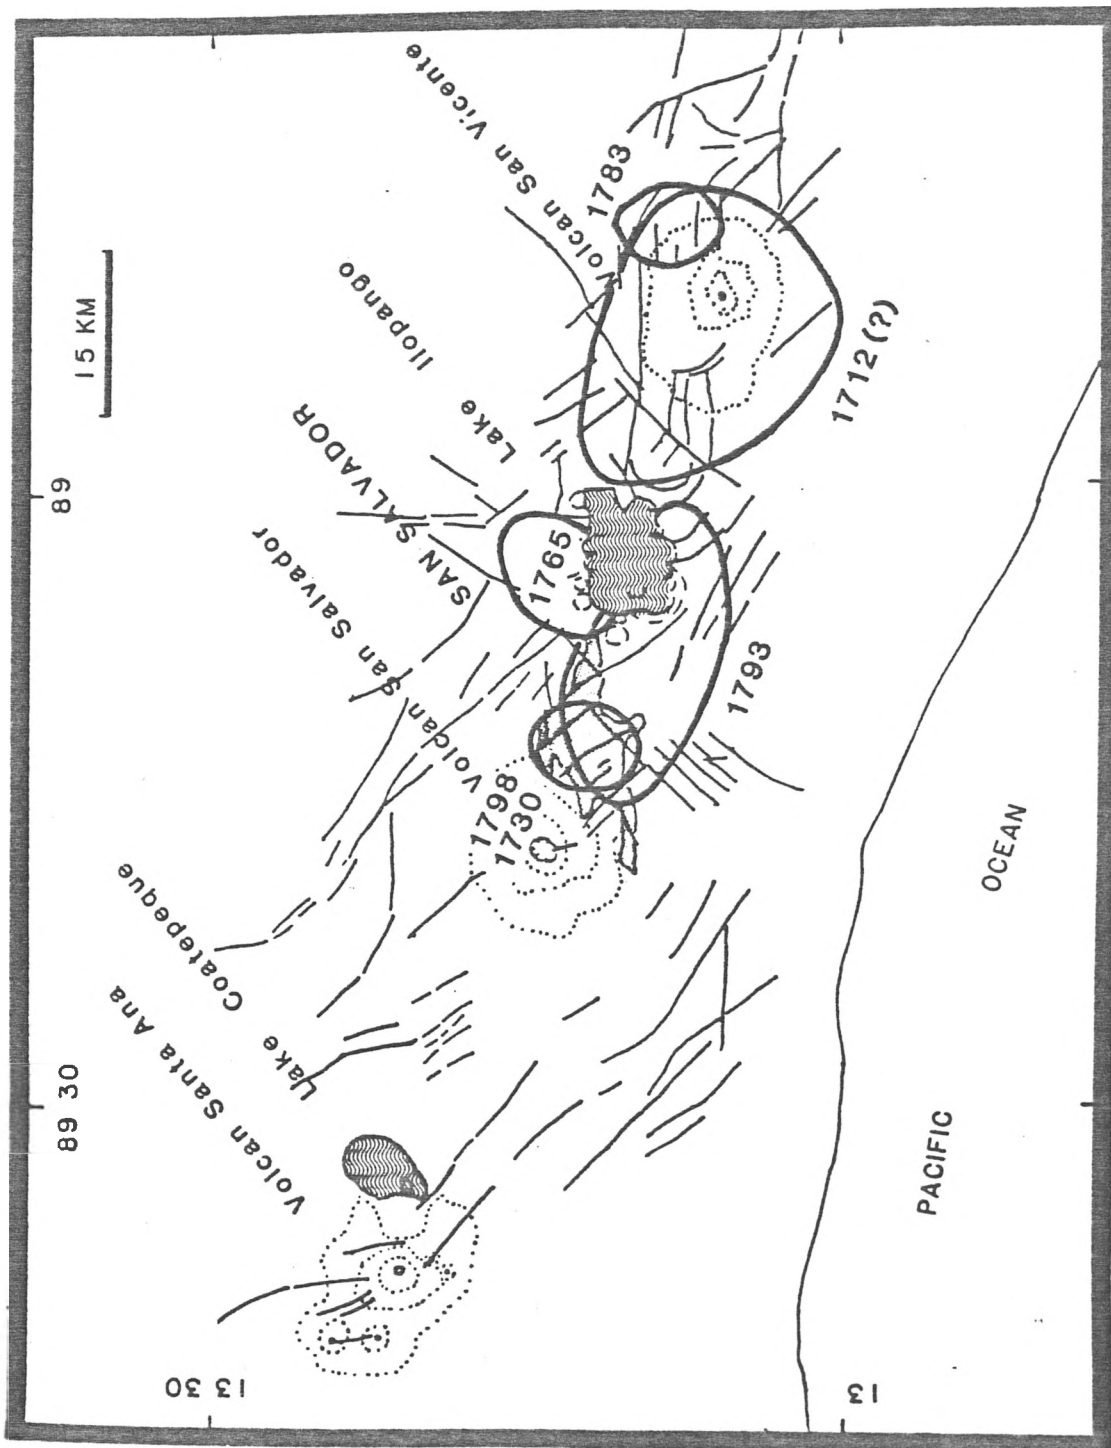 89 30
89
15 KM
13 30
13
Volcan Santa Ana
Lake Coatepeque
Volcan San Salvador
SAN SALVADOR
Lake Ilopango
Volcan San Vicente
1798
1730
1765
1793
1783
1712(?)
PACIFIC
OCEAN